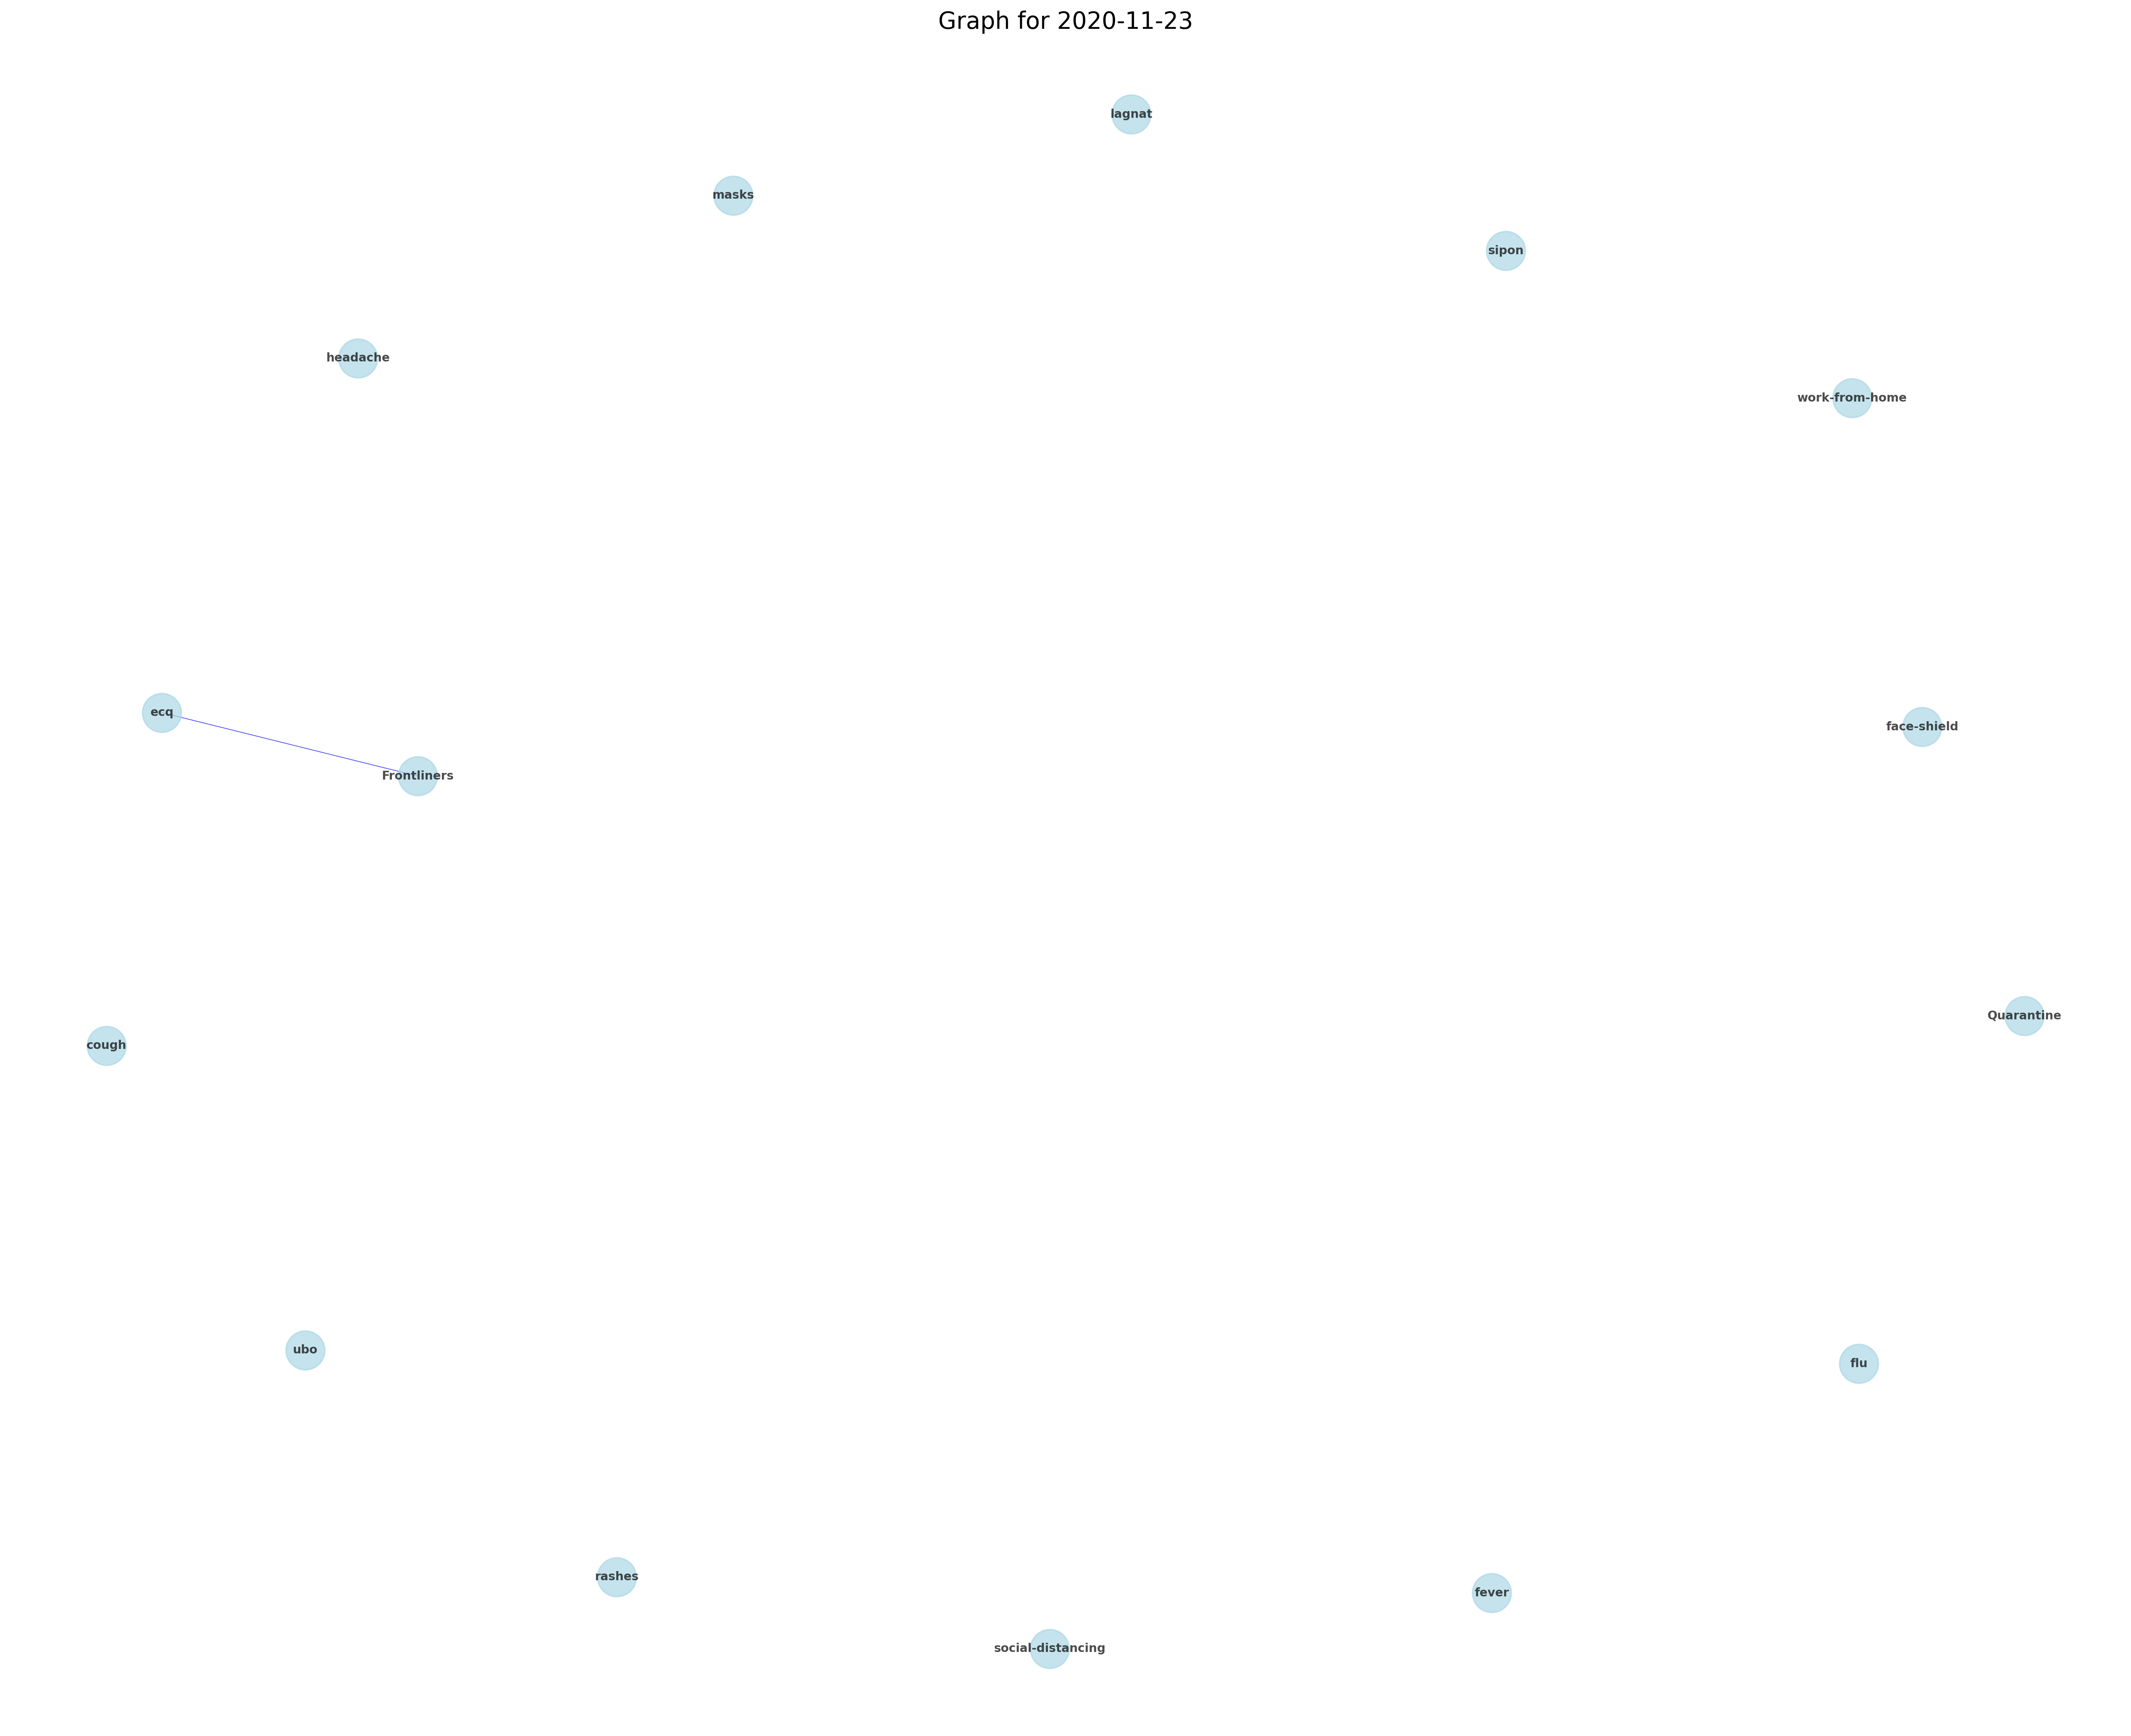 Graph for 2020-11-23
lagnat
masks
sipon
headache
work-from-home
ecq
face-shield
Frontliners
Quarantine
cough
ubo
flu
rashes
fever
social-distancing